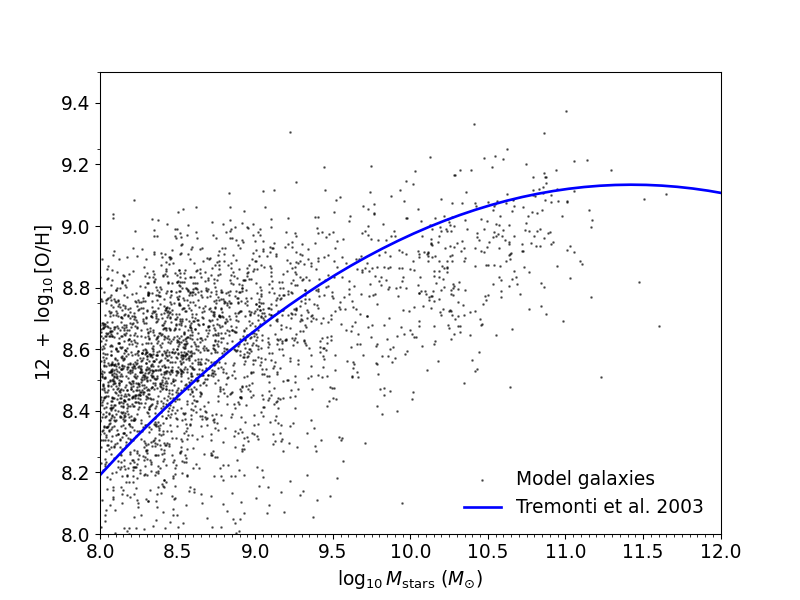 9.4
9.2
9.0
8.8
8.6
8.4
8.2
8.0
12 + log₁₀ [O/H]
Model galaxies
Tremonti et al. 2003
8.0 8.5 9.0 9.5 10.0 10.5 11.0 11.5 12.0
log₁₀ M_stars (M_⊙)